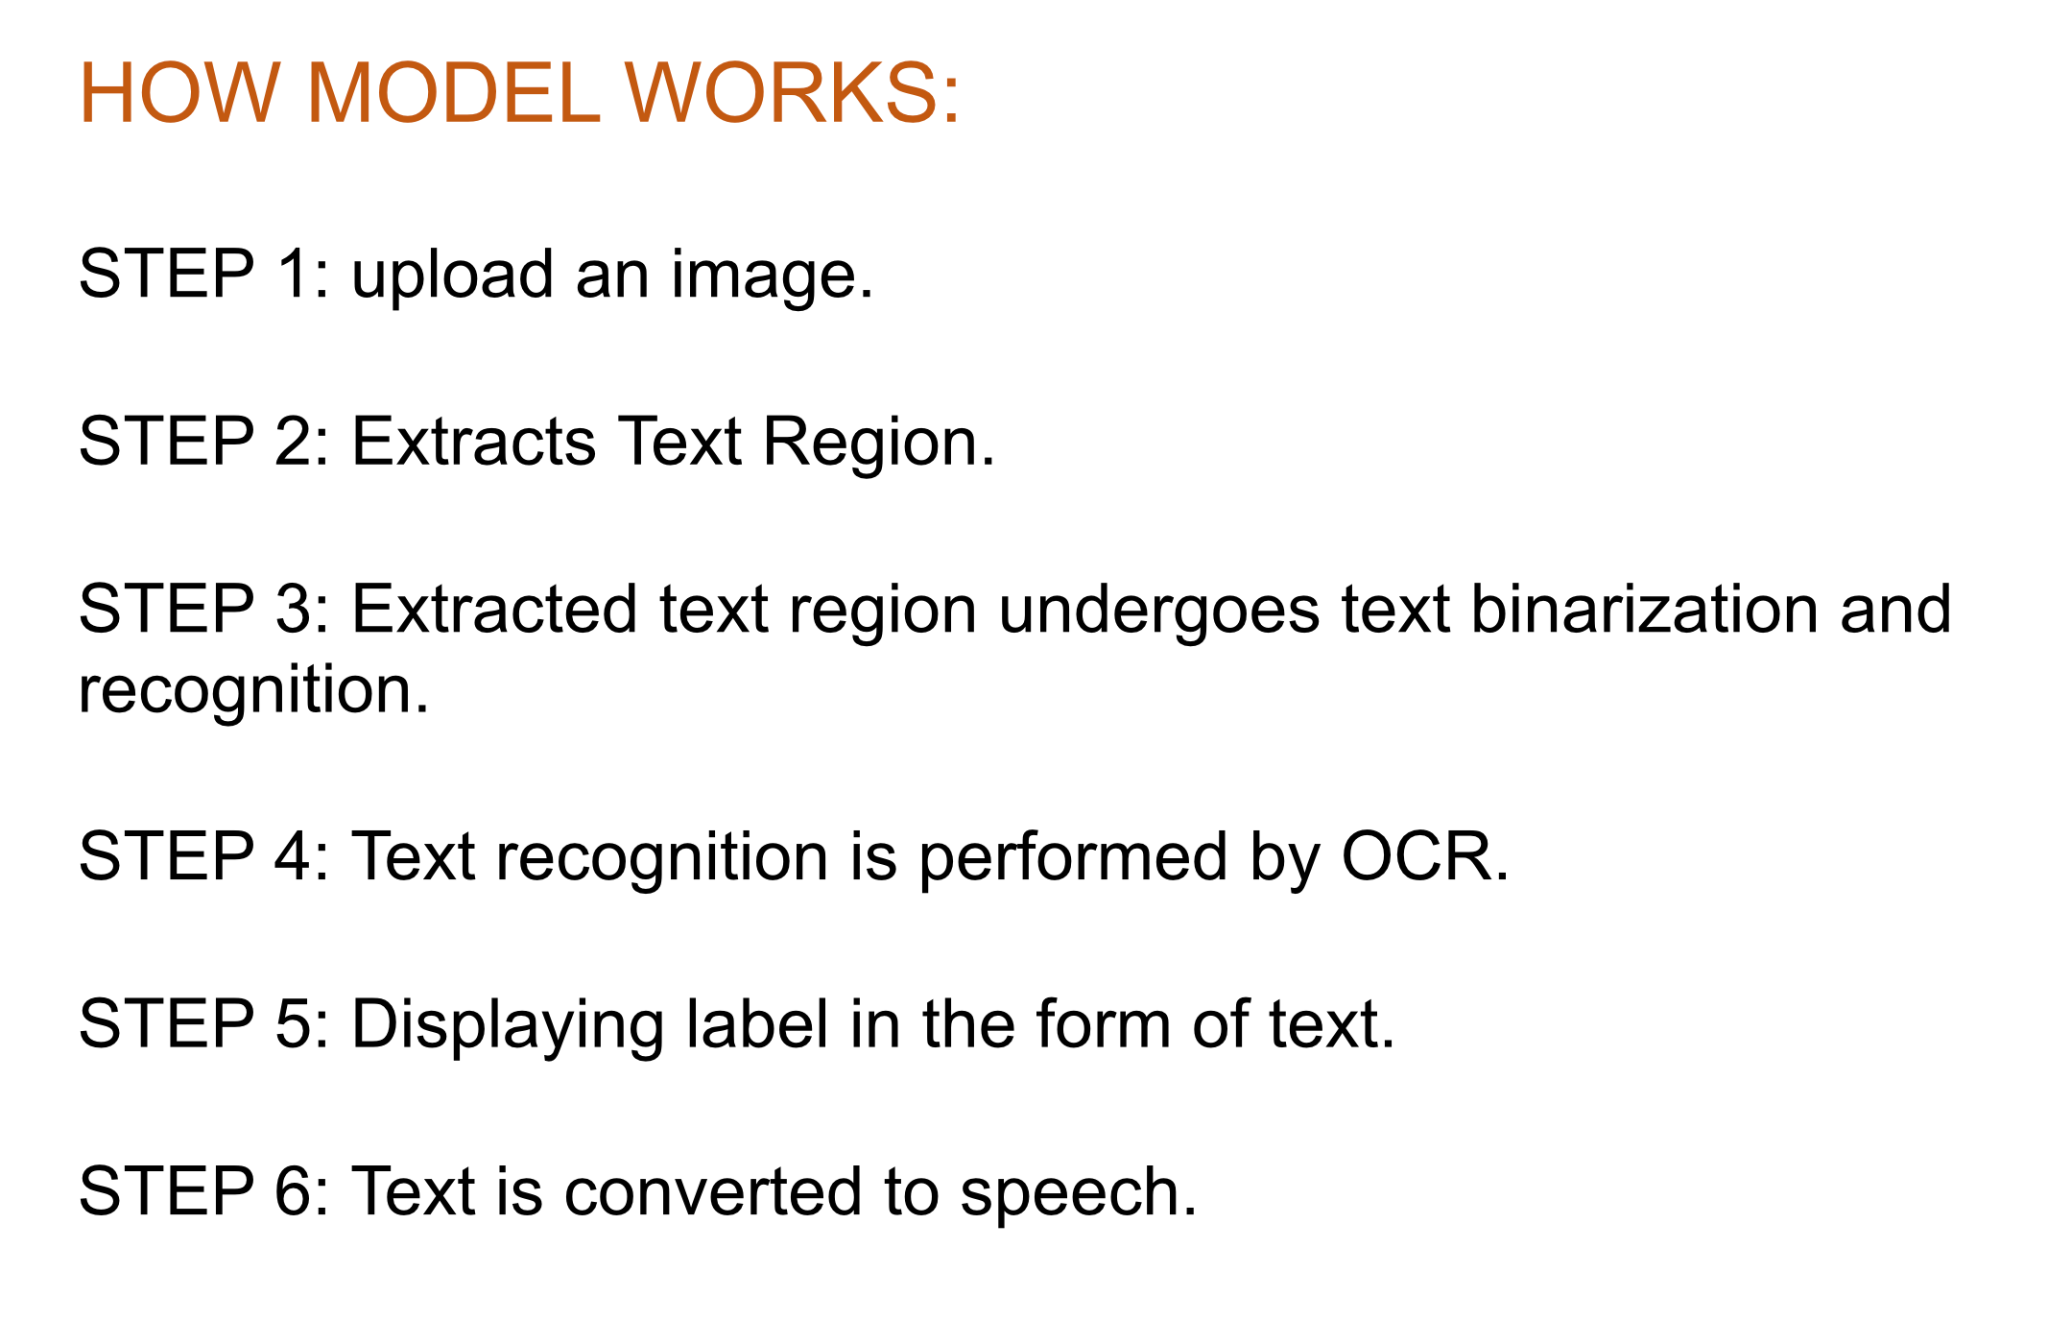 HOW MODEL WORKS:
STEP 1: upload an image.
STEP 2: Extracts Text Region.
STEP 3: Extracted text region undergoes text binarization and
recognition.
STEP 4: Text recognition is performed by OCR.
STEP 5: Displaying label in the form of text.
STEP 6: Text is converted to speech.